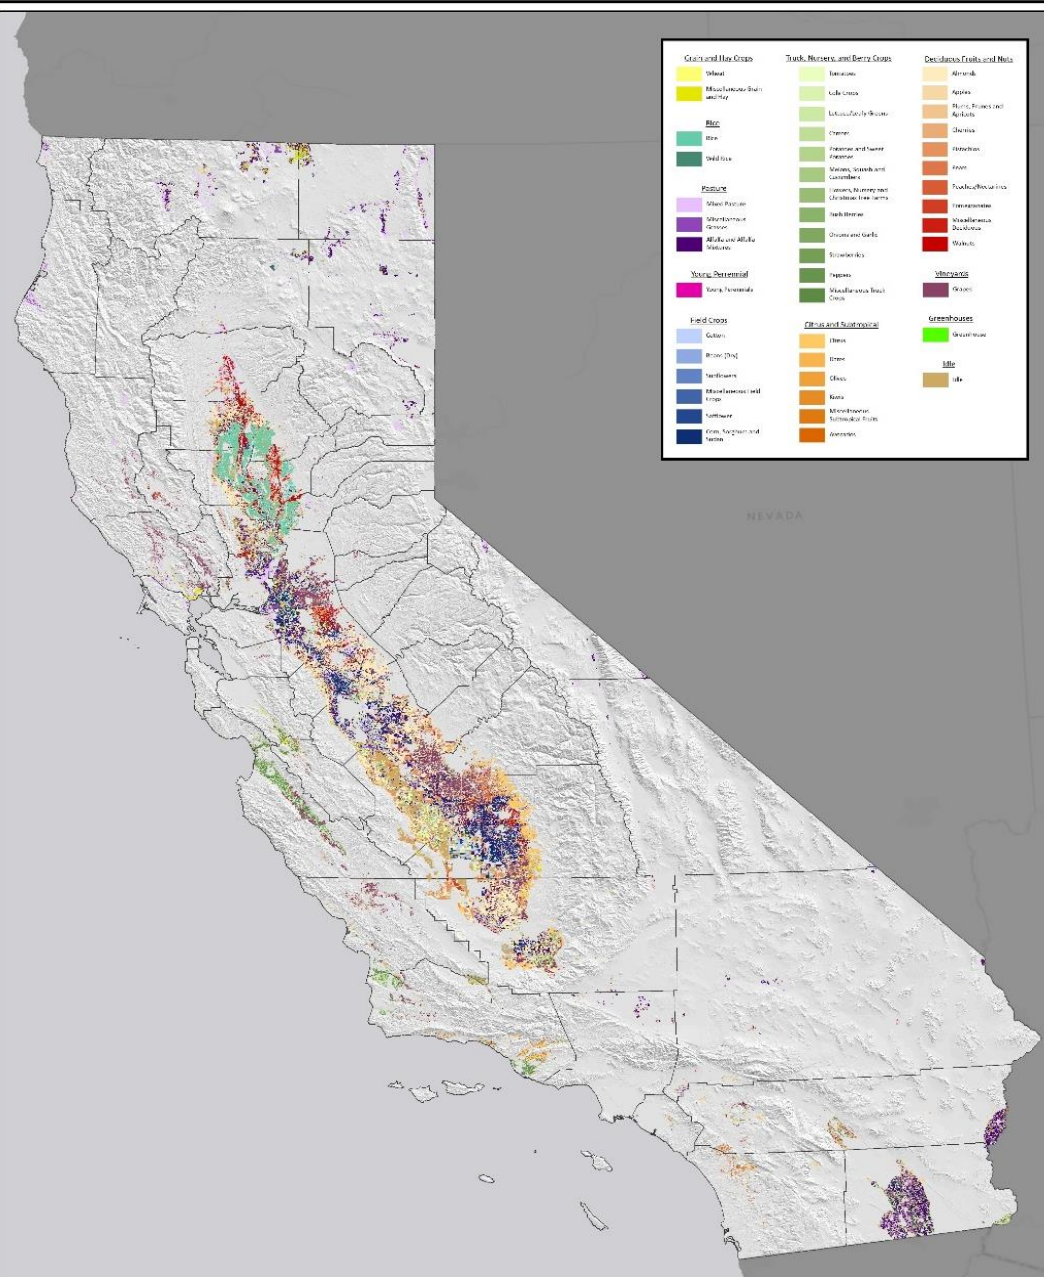 Grain and Hay Crops
Wheat
Miscellaneous Grain
and Hay
Rice
Rice
Wild Rice
Pasture
Mixed Pasture
Miscellaneous
Grasses
Alfalfa and Alfalfa
Mixtures
Young Perennial
Young Perennials
Field Crops
Cotton
Beans (Dry)
Sunflowers
Miscellaneous Field
Crops
Safflower
Corn, Sorghum and
Sudan
Truck, Nursery, and Berry Crops
Tomatoes
Cole Crops
Lettuce/Leafy Greens
Carrots
Potatoes and Sweet
Potatoes
Melons, Squash and
Cucumbers
Flowers, Nursery and
Christmas Tree Farms
Bush Berries
Onions and Garlic
Strawberries
Peppers
Miscellaneous Truck
Crops
Citrus and Subtropical
Citrus
Dates
Olives
Kiwis
Miscellaneous
Subtropical Fruits
Avocados
Deciduous Fruits and Nuts
Almonds
Apples
Plums, Prunes and
Apricots
Cherries
Pistachios
Pears
Peaches/Nectarines
Pomegranates
Miscellaneous
Deciduous
Walnuts
Vineyards
Grapes
Greenhouses
Greenhouse
Idle
Idle
NEVADA